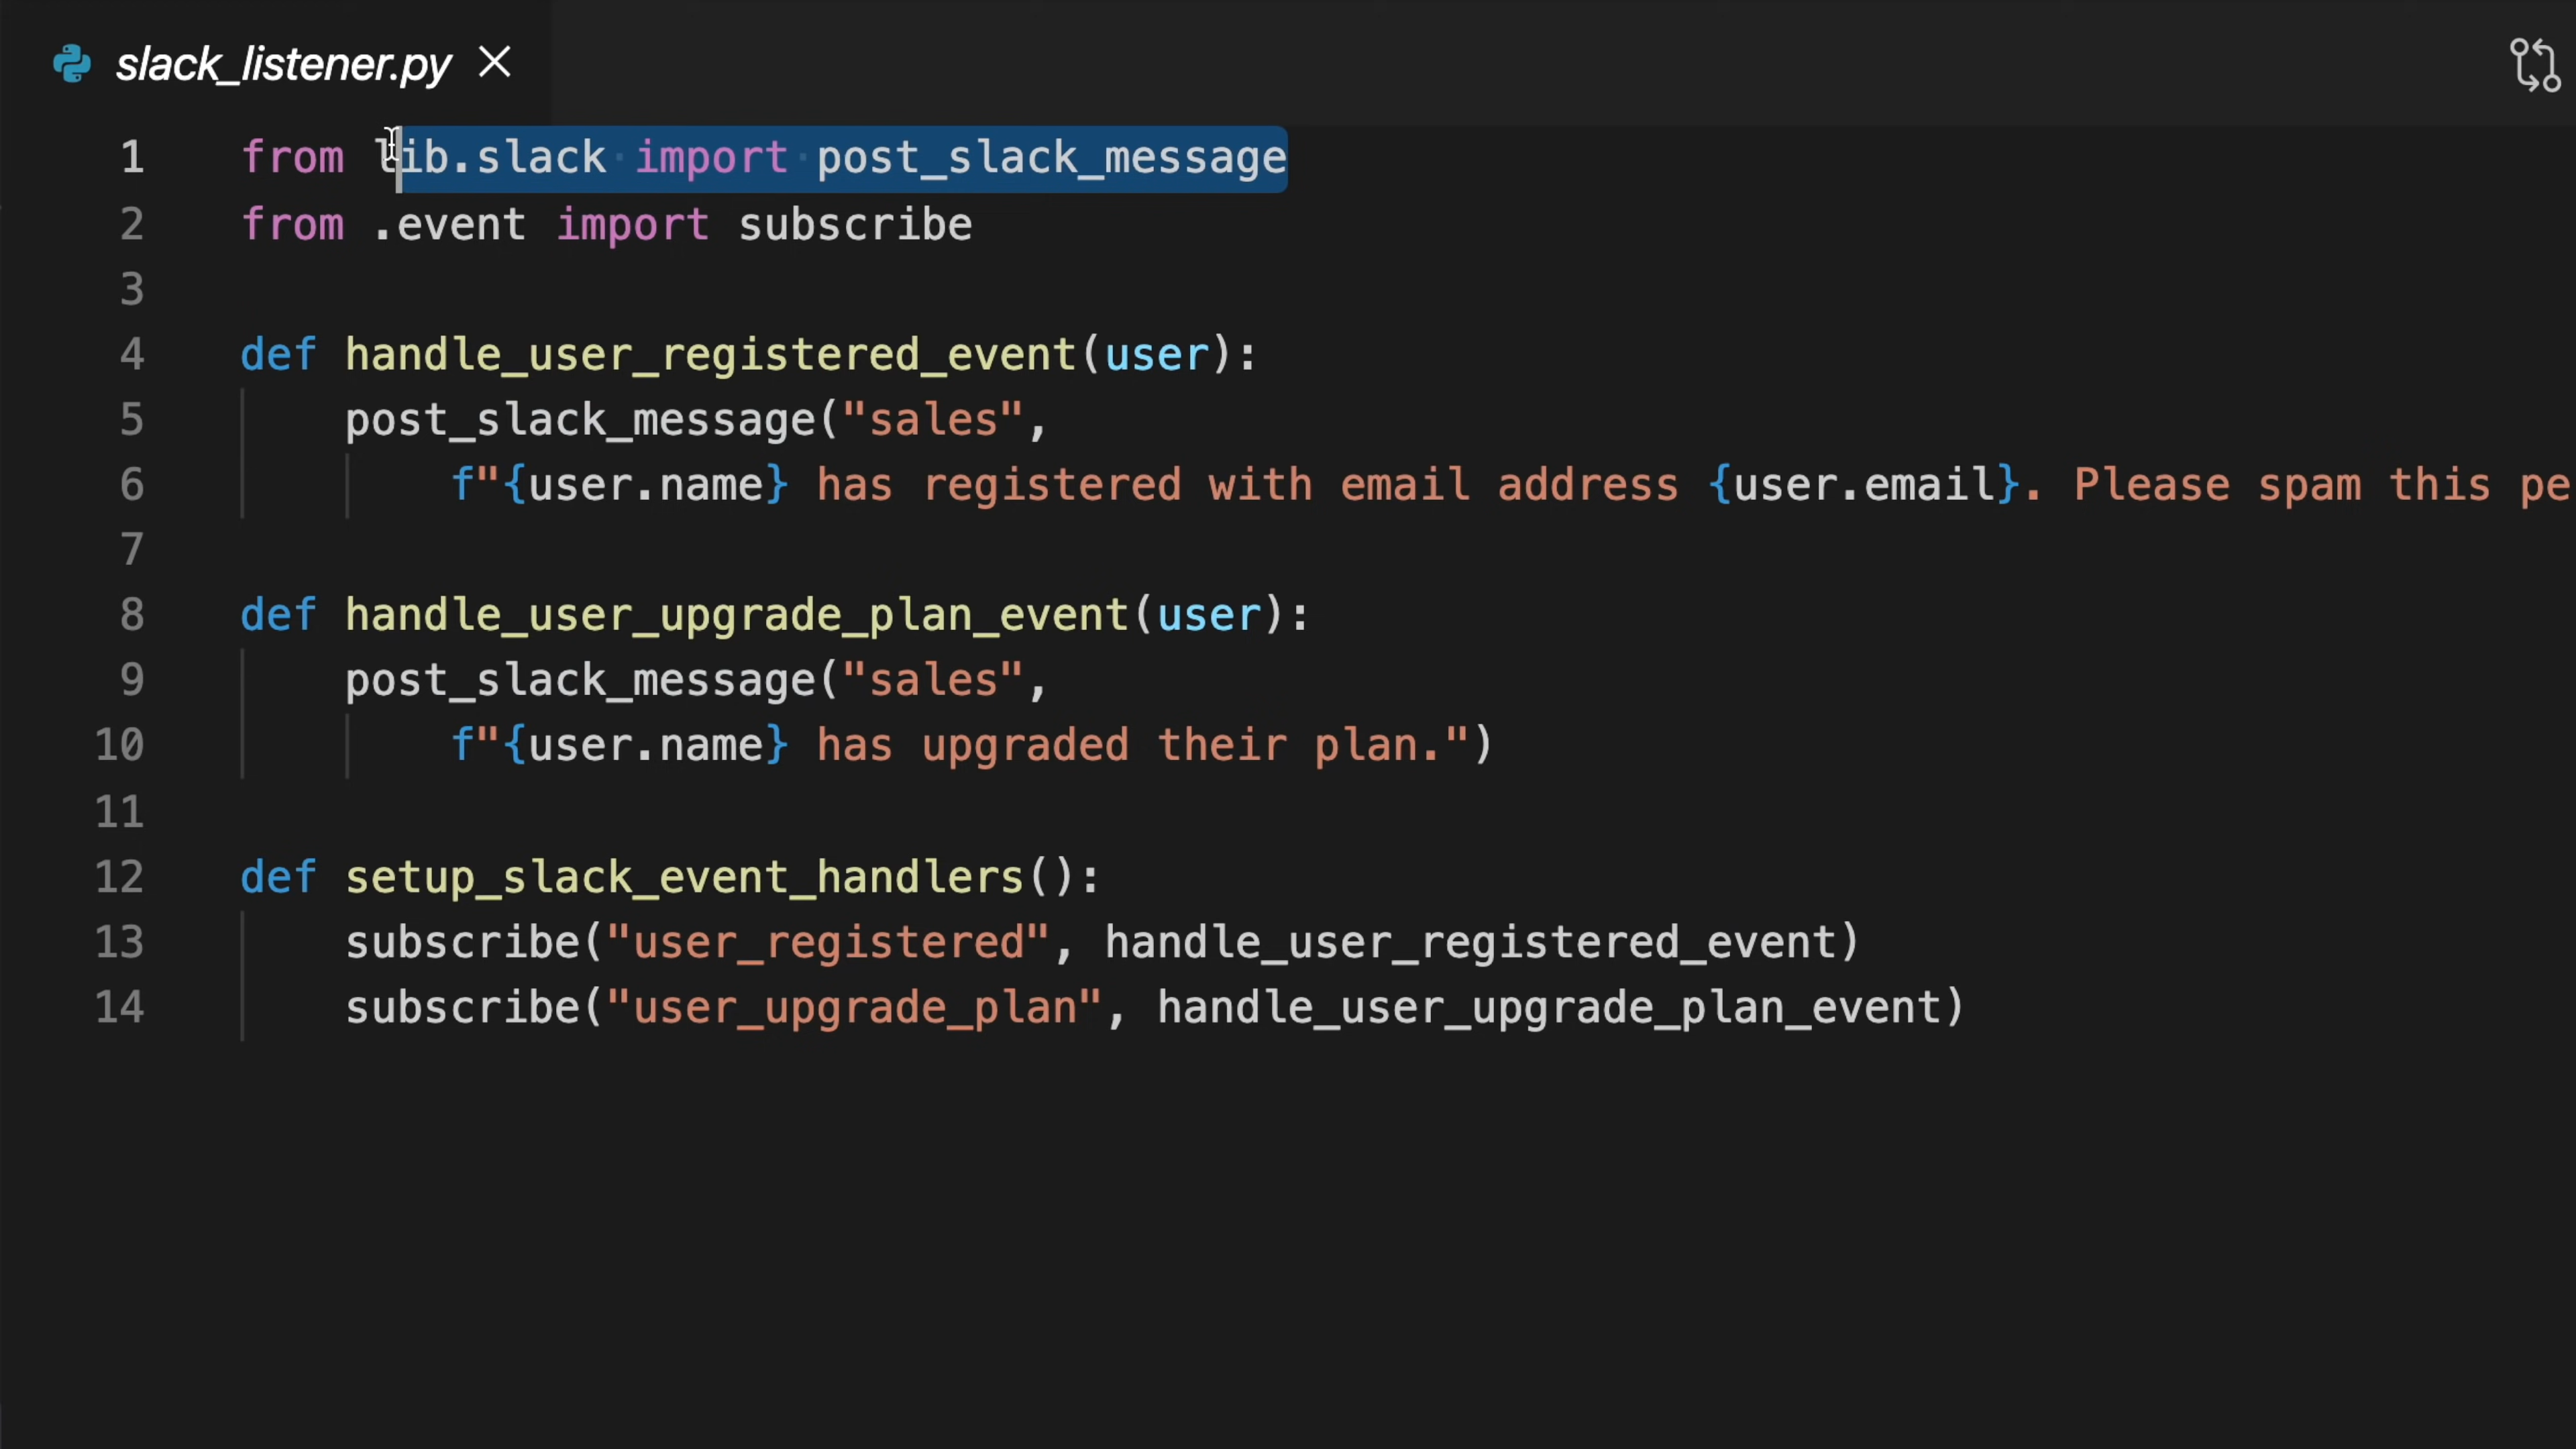 slack_listener.py
1 from lib.slack import post_slack_message
2 from .event import subscribe
3
4 def handle_user_registered_event(user):
5     post_slack_message("sales",
6         f"{user.name} has registered with email address {user.email}. Please spam this pe
7
8 def handle_user_upgrade_plan_event(user):
9     post_slack_message("sales",
10         f"{user.name} has upgraded their plan.")
11
12 def setup_slack_event_handlers():
13     subscribe("user_registered", handle_user_registered_event)
14     subscribe("user_upgrade_plan", handle_user_upgrade_plan_event)